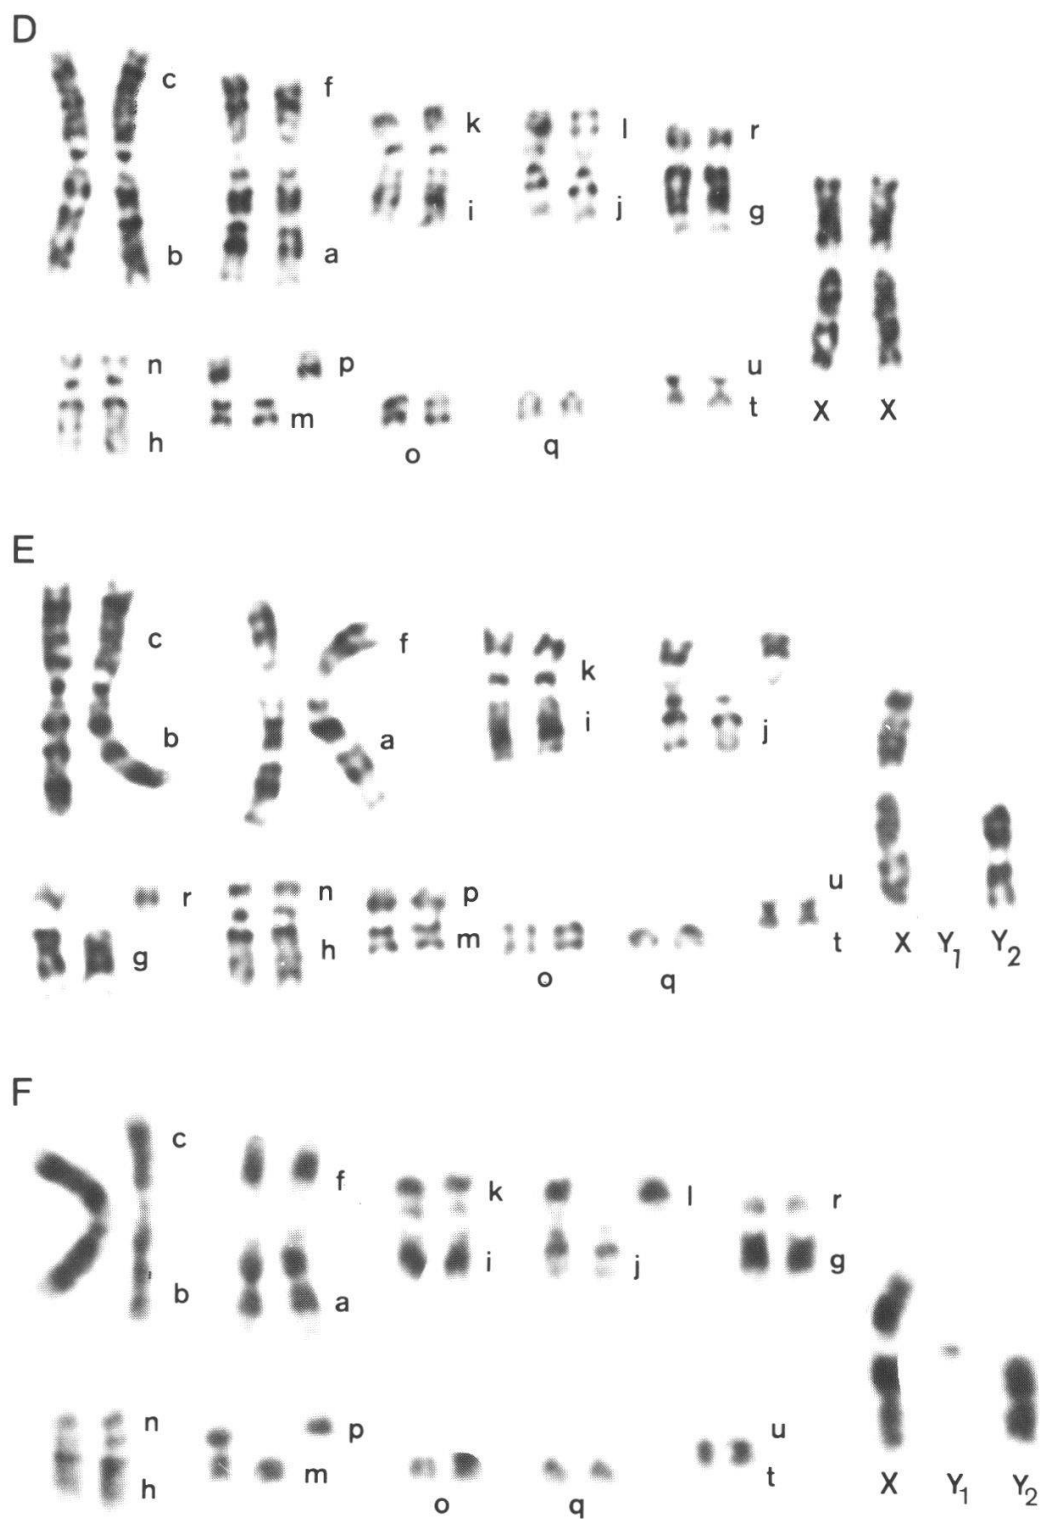 D
c f k l r
b a i j g
n p u
h m o q t X X
E
c f k
b a i j
r n p u
g h m o q t X Y1 Y2
F
c f k l r
b a i j g
n p u
h m o q t X Y1 Y2